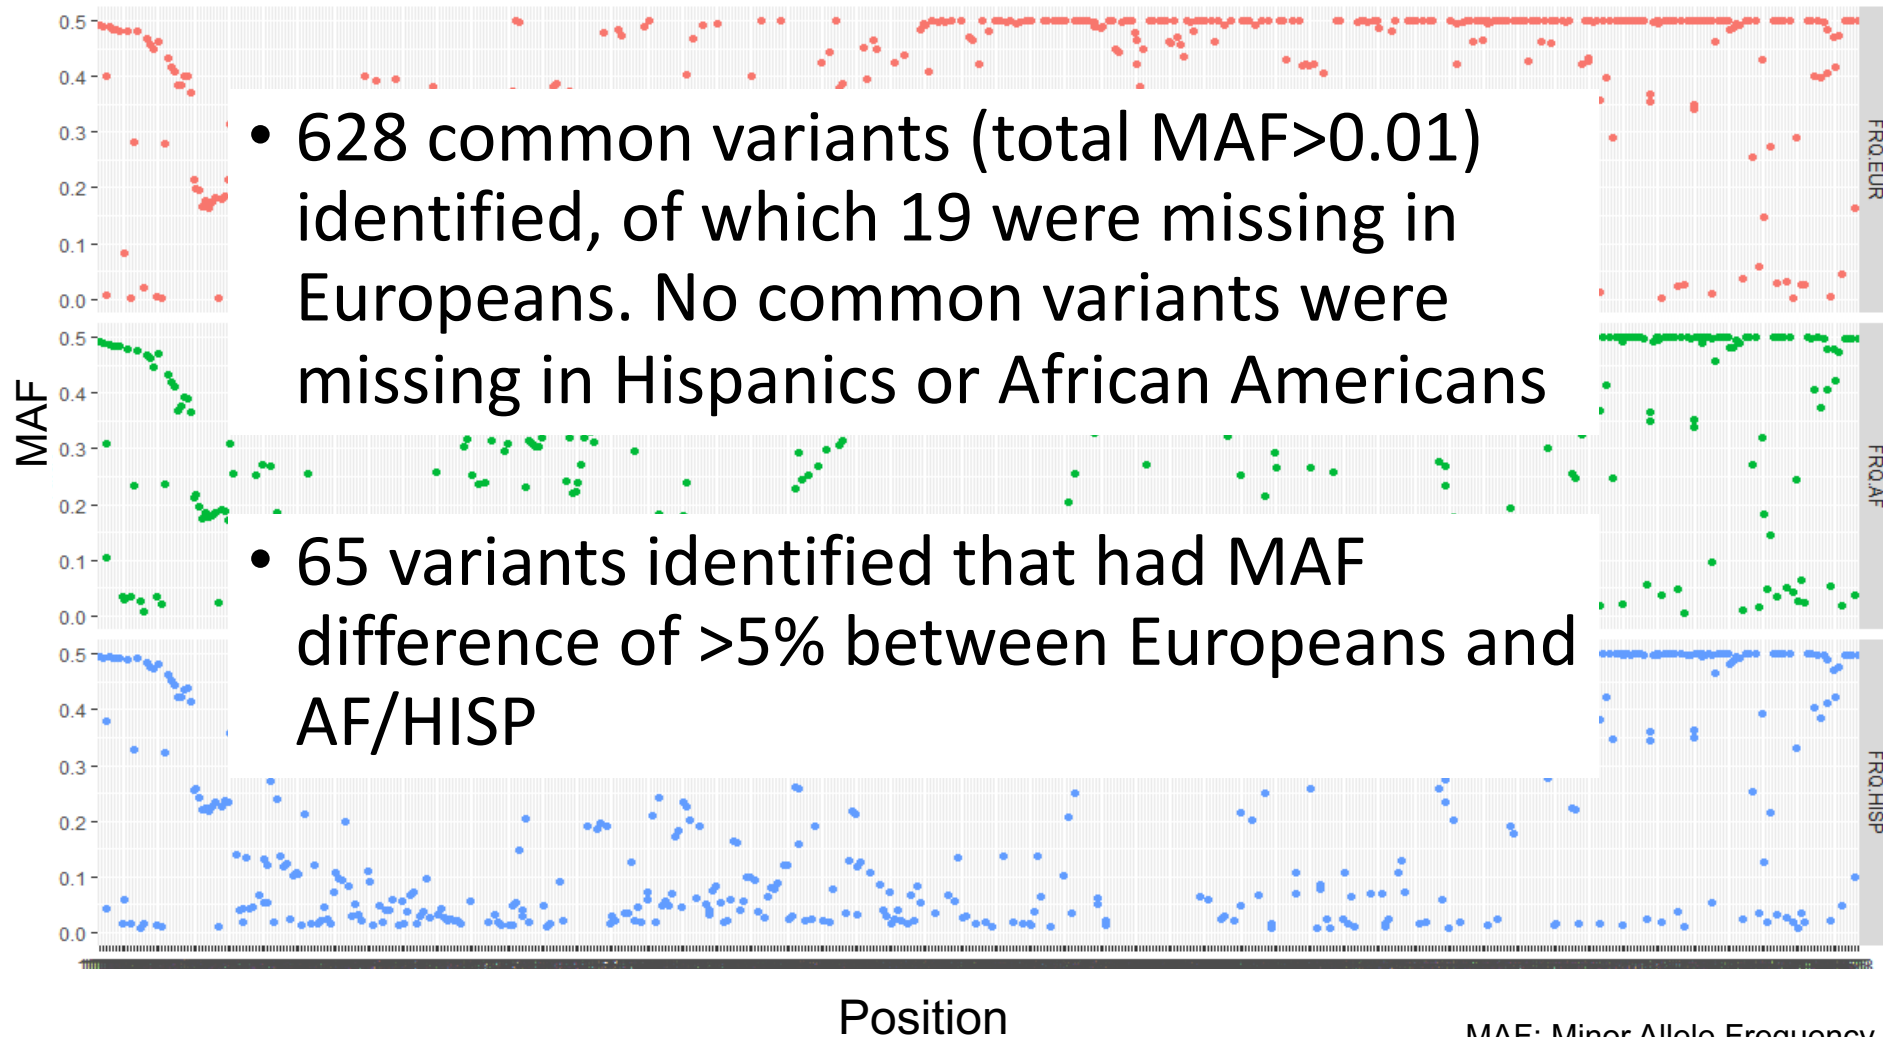 0.5
0.4
0.3
0.2
0.1
0.0
FRQ.EUR
0.5
0.4
0.3
0.2
0.1
0.0
FRQ.AF
0.5
0.4
0.3
0.2
0.1
0.0
FRQ.HISP
MAF
• 628 common variants (total MAF>0.01)
identified, of which 19 were missing in
Europeans. No common variants were
missing in Hispanics or African Americans
• 65 variants identified that had MAF
difference of >5% between Europeans and
AF/HISP
Position
MAF: Minor Allele Frequency